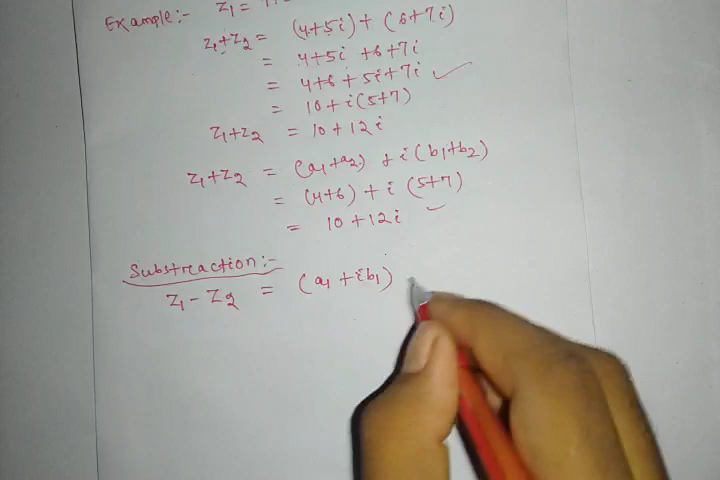 Example:- Z1 =
Z1+Z2 = (4+5i) + (6+7i)
= 4+5i +6+7i
= 4+6+5i+7i
= 10+i(5+7)
Z1+Z2 = 10+12i
Z1+Z2 = (a1+a2) + i(b1+b2)
= (4+6) + i (5+7)
= 10+12i
Substreaction:-
Z1-Z2 = (a1+ib1)